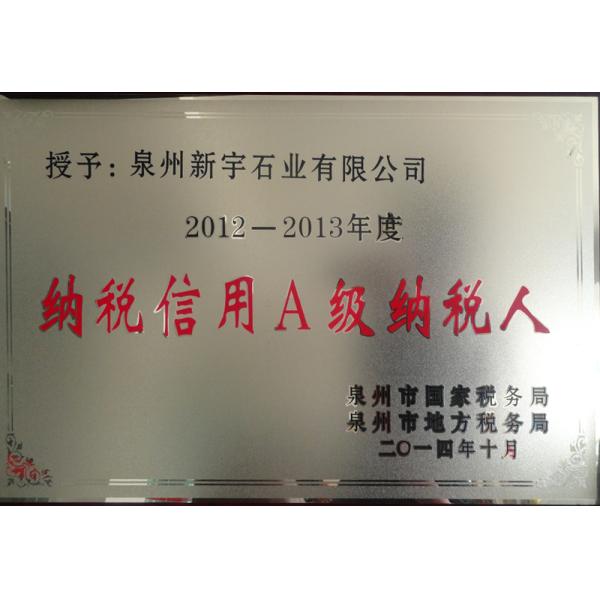 授予：泉州新宇石业有限公司
2012－2013年度
纳税信用A级纳税人
泉州市国家税务局
泉州市地方税务局
二〇一四年十月